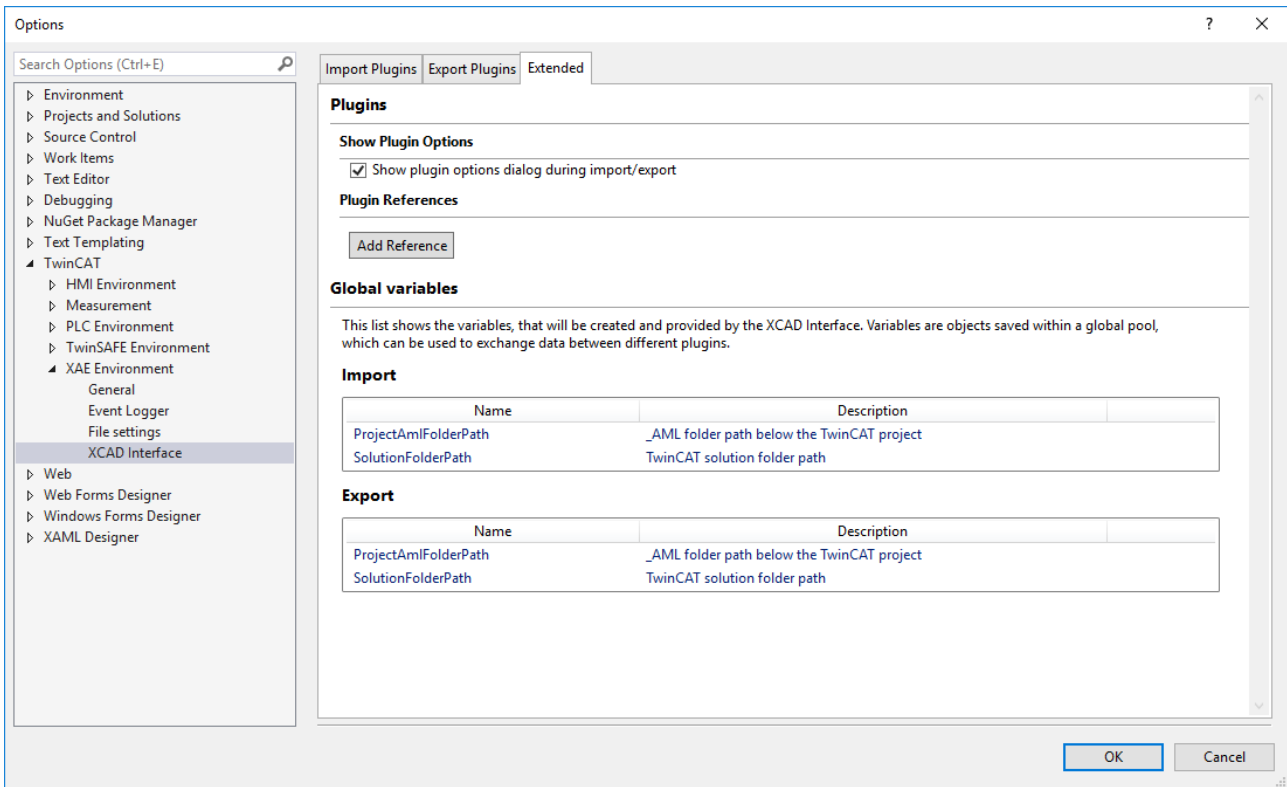 Options
?
Search Options (Ctrl+E)
Environment
Projects and Solutions
Source Control
Work Items
Text Editor
Debugging
NuGet Package Manager
Text Templating
TwinCAT
HMI Environment
Measurement
PLC Environment
TwinSAFE Environment
XAE Environment
General
Event Logger
File settings
XCAD Interface
Web
Web Forms Designer
Windows Forms Designer
XAML Designer
Import Plugins Export Plugins Extended
Plugins
Show Plugin Options
Show plugin options dialog during import/export
Plugin References
Add Reference
Global variables
This list shows the variables, that will be created and provided by the XCAD Interface. Variables are objects saved within a global pool,
which can be used to exchange data between different plugins.
Import
Name Description
ProjectAmlFolderPath _AML folder path below the TwinCAT project
SolutionFolderPath TwinCAT solution folder path
Export
Name Description
ProjectAmlFolderPath _AML folder path below the TwinCAT project
SolutionFolderPath TwinCAT solution folder path
OK Cancel